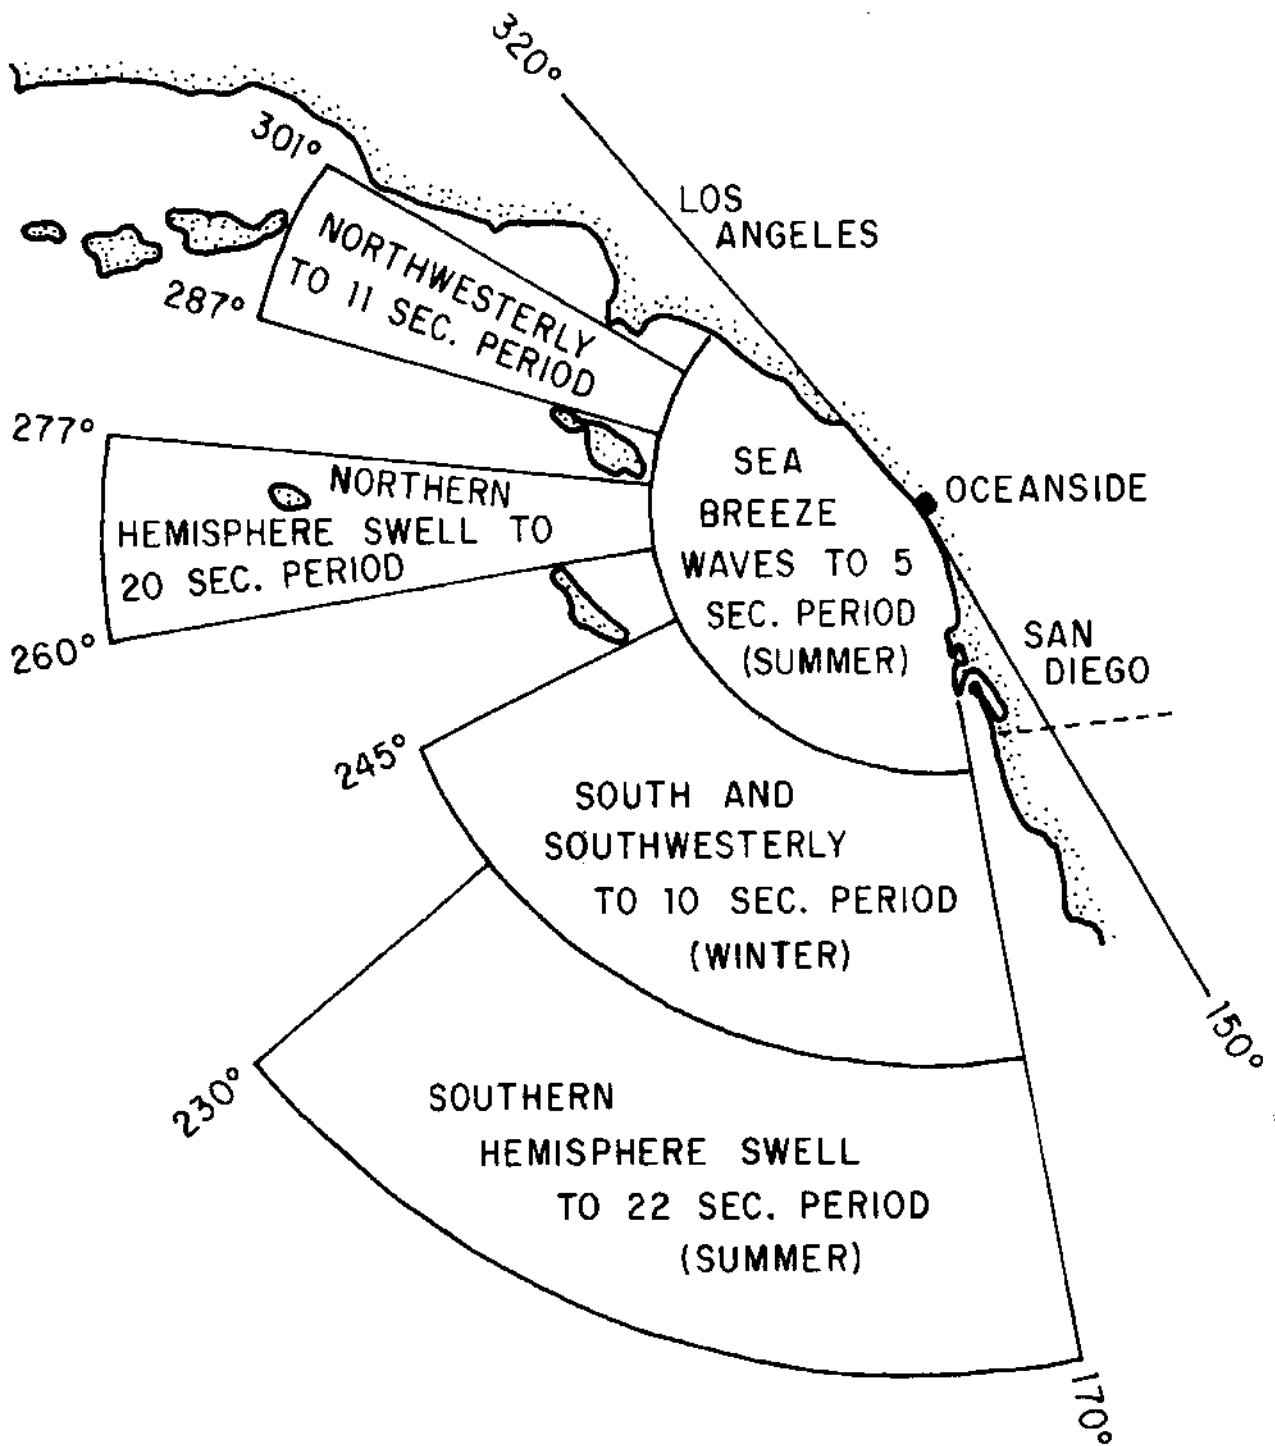 320°
301°
LOS
ANGELES
NORTHWESTERLY
TO 11 SEC. PERIOD
287°
277°
NORTHERN
HEMISPHERE SWELL TO
20 SEC. PERIOD
260°
SEA
BREEZE
WAVES TO 5
SEC. PERIOD
(SUMMER)
OCEANSIDE
SAN
DIEGO
245°
SOUTH AND
SOUTHWESTERLY
TO 10 SEC. PERIOD
(WINTER)
150°
230°
SOUTHERN
HEMISPHERE SWELL
TO 22 SEC. PERIOD
(SUMMER)
170°